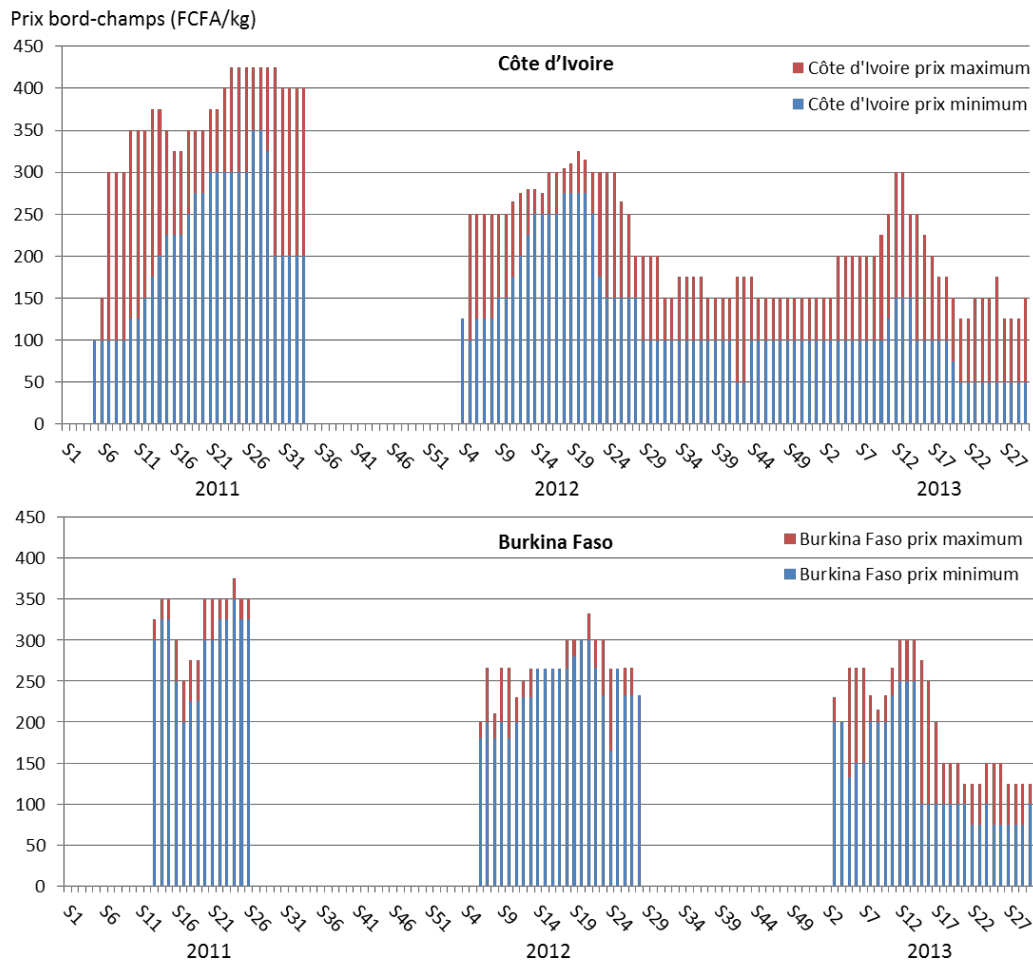 Prix bord-champs (FCFA/kg)
450
Côte d’Ivoire
Côte d'Ivoire prix maximum
400
Côte d'Ivoire prix minimum
350
300
250
200
150
100
50
0
S1 S6 S11 S16 S21 S26 S31 S36 S41 S46 S51 S4 S9 S14 S19 S24 S29 S34 S39 S44 S49 S2 S7 S12 S17 S22 S27
2011 2012 2013
450
Burkina Faso
Burkina Faso prix maximum
400
Burkina Faso prix minimum
350
300
250
200
150
100
50
0
S1 S6 S11 S16 S21 S26 S31 S36 S41 S46 S51 S4 S9 S14 S19 S24 S29 S34 S39 S44 S49 S2 S7 S12 S17 S22 S27
2011 2012 2013